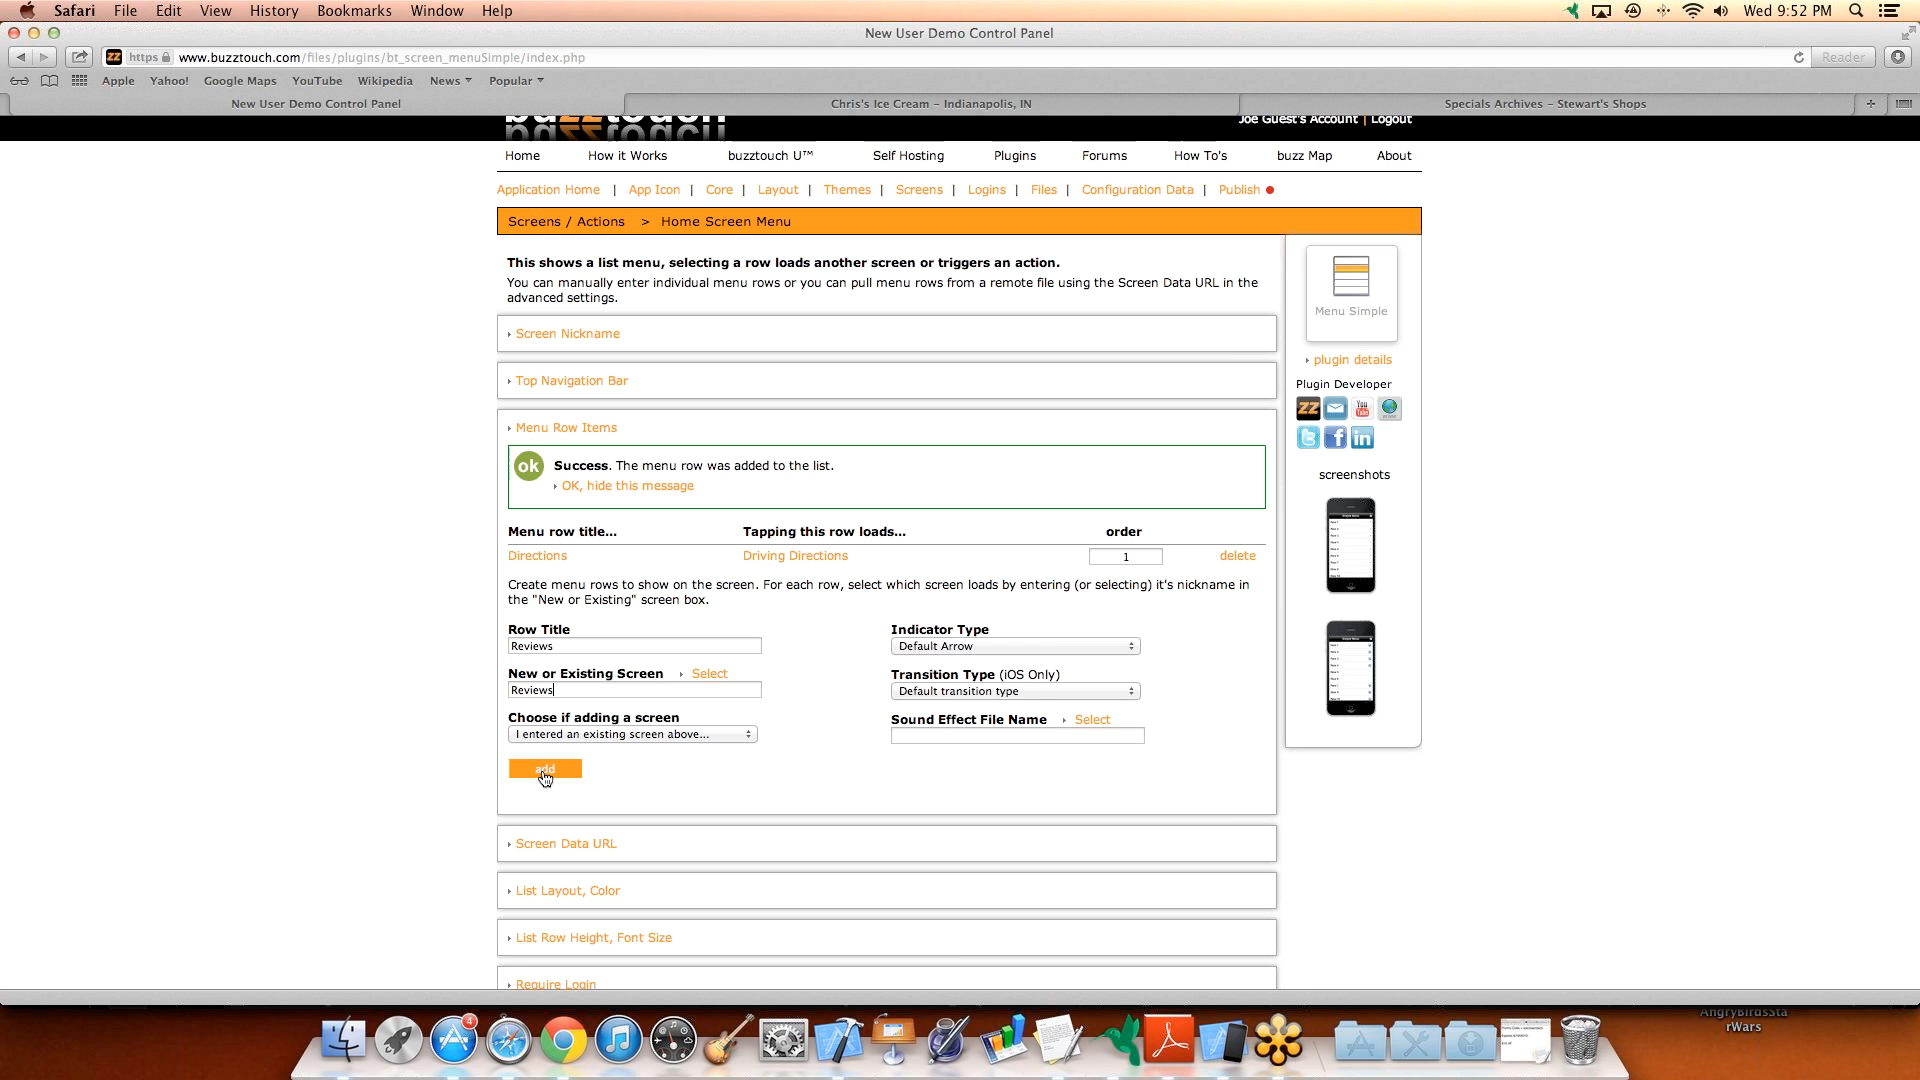 Safari File Edit View History Bookmarks Window Help Wed 9:52 PM
New User Demo Control Panel
https www.buzztouch.com/files/plugins/bt_screen_menuSimple/index.php Reader
Apple Yahoo! Google Maps YouTube Wikipedia News Popular
New User Demo Control Panel Chris's Ice Cream – Indianapolis, IN Specials Archives – Stewart's Shops
buzztouch Joe Guest's Account | Logout
Home How it Works buzztouch U™ Self Hosting Plugins Forums How To's buzz Map About
Application Home | App Icon | Core | Layout | Themes | Screens | Logins | Files | Configuration Data | Publish
Screens / Actions > Home Screen Menu
This shows a list menu, selecting a row loads another screen or triggers an action.
You can manually enter individual menu rows or you can pull menu rows from a remote file using the Screen Data URL in the
advanced settings.
Menu Simple
Screen Nickname
plugin details
Top Navigation Bar
Plugin Developer
Menu Row Items
ok Success. The menu row was added to the list.
OK, hide this message
screenshots
Menu row title... Tapping this row loads... order
Directions Driving Directions 1 delete
Create menu rows to show on the screen. For each row, select which screen loads by entering (or selecting) it's nickname in
the "New or Existing" screen box.
Row Title Indicator Type
Reviews Default Arrow
New or Existing Screen Select Transition Type (iOS Only)
Reviews Default transition type
Choose if adding a screen Sound Effect File Name Select
I entered an existing screen above...
add
Screen Data URL
List Layout, Color
List Row Height, Font Size
Require Login
AngryBirdsSta
rWars
4